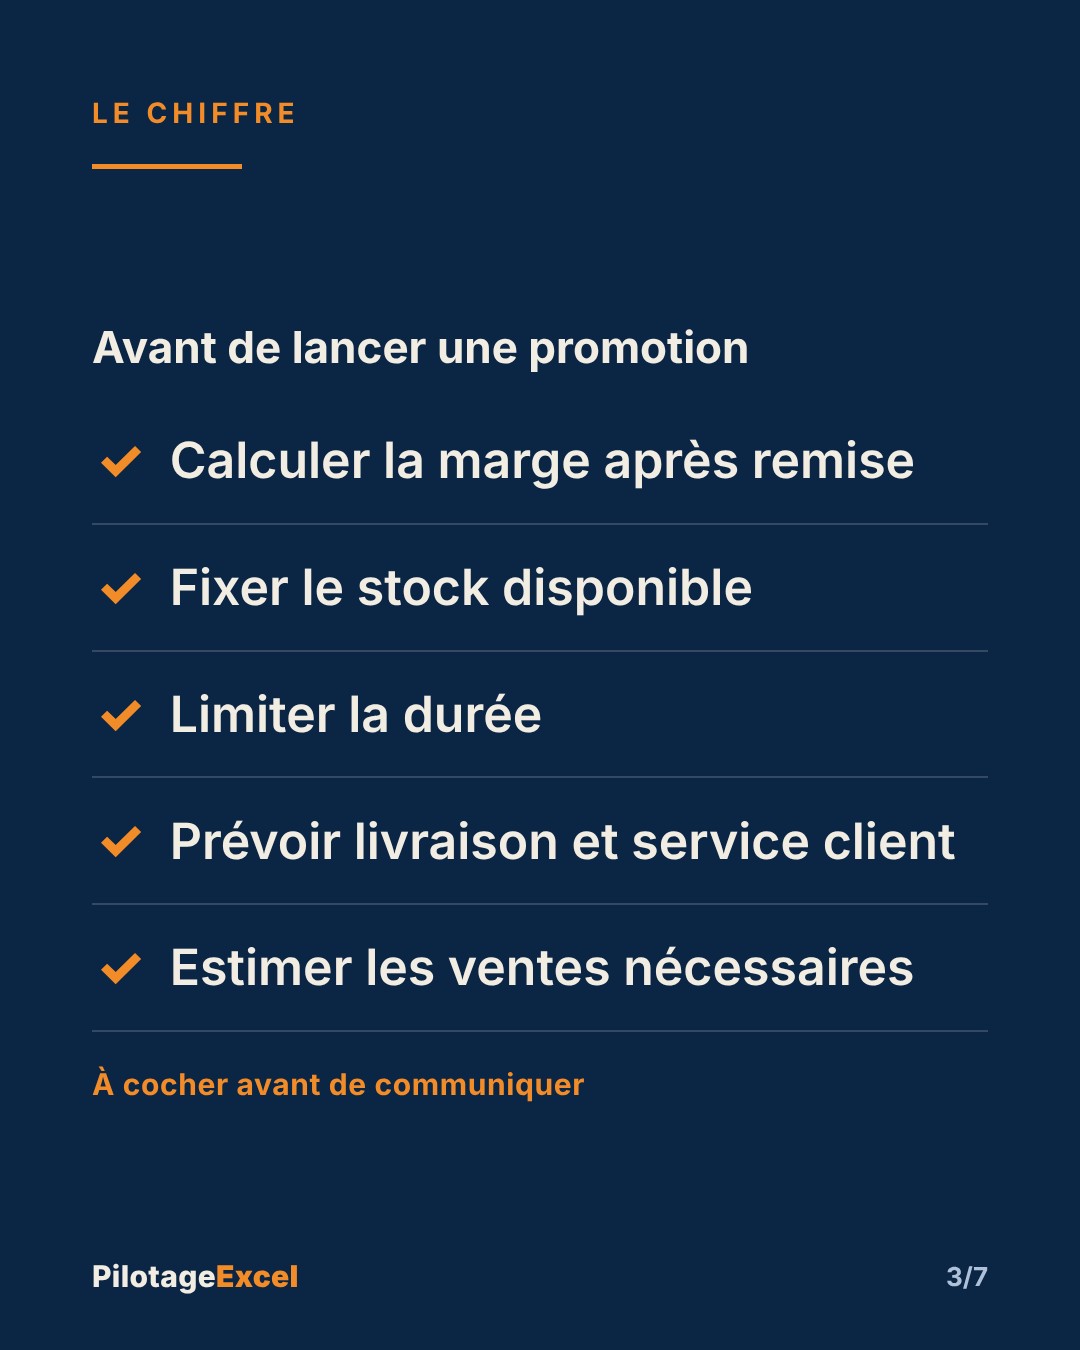 LE CHIFFRE
Avant de lancer une promotion
Calculer la marge après remise
Fixer le stock disponible
Limiter la durée
Prévoir livraison et service client
Estimer les ventes nécessaires
À cocher avant de communiquer
PilotageExcel
3/7